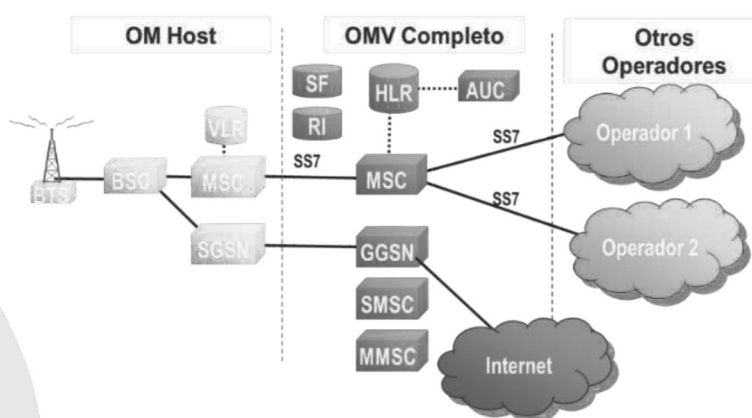 OM Host
OMV Completo
Otros
Operadores
SF
RI
HLR
AUC
VLR
BTS
BSC
MSC
SS7
MSC
SS7
SS7
Operador 1
Operador 2
SGSN
GGSN
SMSC
MMSC
Internet